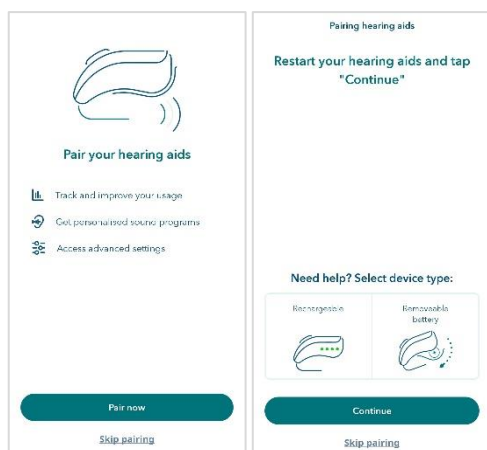 Pair your hearing aids
Track and improve your usage
Get personalised sound programs
Access advanced settings
Pair now
Skip pairing
Pairing hearing aids
Restart your hearing aids and tap
"Continue"
Need help? Select device type:
Rechargeable
Removeable
battery
Continue
Skip pairing